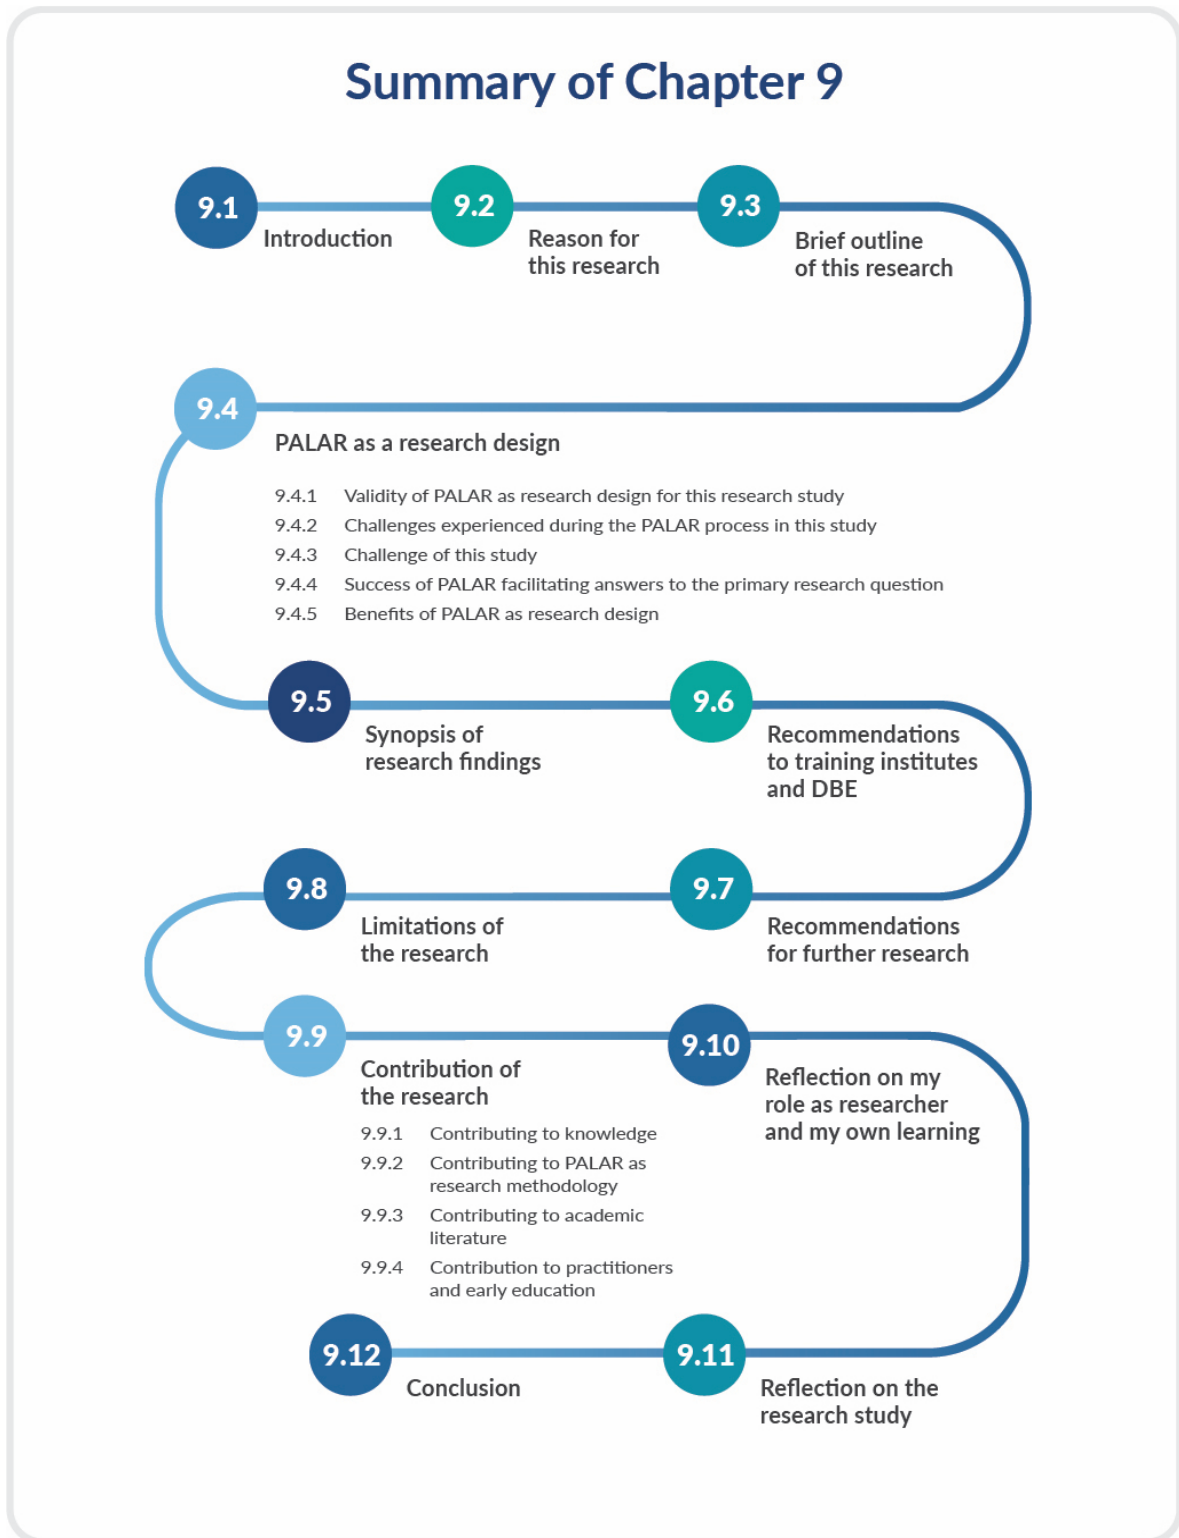 Summary of Chapter 9
9.1
Introduction
9.2
Reason for
this research
9.3
Brief outline
of this research
9.4
PALAR as a research design
9.4.1 Validity of PALAR as research design for this research study
9.4.2 Challenges experienced during the PALAR process in this study
9.4.3 Challenge of this study
9.4.4 Success of PALAR facilitating answers to the primary research question
9.4.5 Benefits of PALAR as research design
9.5
Synopsis of
research findings
9.6
Recommendations
to training institutes
and DBE
9.7
Recommendations
for further research
9.8
Limitations of
the research
9.9
Contribution of
the research
9.9.1 Contributing to knowledge
9.9.2 Contributing to PALAR as
research methodology
9.9.3 Contributing to academic
literature
9.9.4 Contribution to practitioners
and early education
9.10
Reflection on my
role as researcher
and my own learning
9.11
Reflection on the
research study
9.12
Conclusion